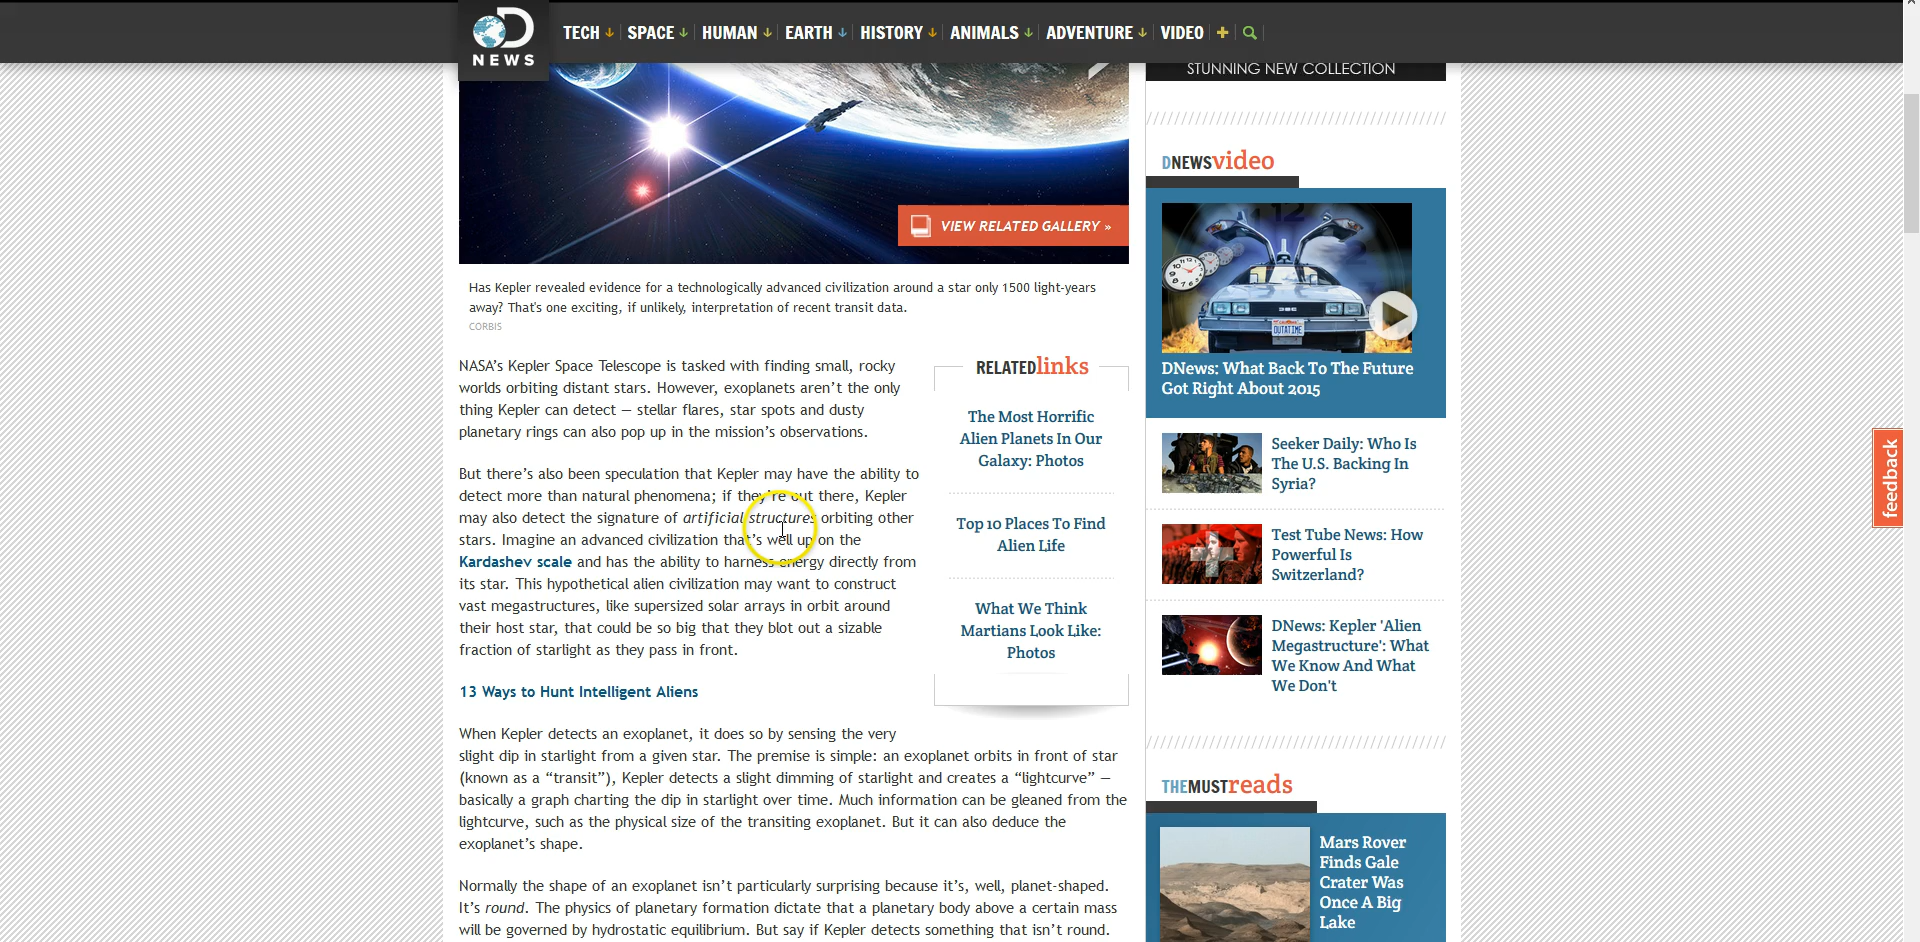 NEWS
TECH SPACE HUMAN EARTH HISTORY ANIMALS ADVENTURE VIDEO
VIEW RELATED GALLERY »
Has Kepler revealed evidence for a technologically advanced civilization around a star only 1500 light-years
away? That's one exciting, if unlikely, interpretation of recent transit data.
CORBIS
NASA’s Kepler Space Telescope is tasked with finding small, rocky
worlds orbiting distant stars. However, exoplanets aren’t the only
thing Kepler can detect — stellar flares, star spots and dusty
planetary rings can also pop up in the mission’s observations.
But there’s also been speculation that Kepler may have the ability to
detect more than natural phenomena; if they’re out there, Kepler
may also detect the signature of artificial structures orbiting other
stars. Imagine an advanced civilization that’s well up on the
Kardashev scale and has the ability to harness energy directly from
its star. This hypothetical alien civilization may want to construct
vast megastructures, like supersized solar arrays in orbit around
their host star, that could be so big that they blot out a sizable
fraction of starlight as they pass in front.
13 Ways to Hunt Intelligent Aliens
When Kepler detects an exoplanet, it does so by sensing the very
slight dip in starlight from a given star. The premise is simple: an exoplanet orbits in front of star
(known as a “transit”), Kepler detects a slight dimming of starlight and creates a “lightcurve” —
basically a graph charting the dip in starlight over time. Much information can be gleaned from the
lightcurve, such as the physical size of the transiting exoplanet. But it can also deduce the
exoplanet’s shape.
Normally the shape of an exoplanet isn’t particularly surprising because it’s, well, planet-shaped.
It’s round. The physics of planetary formation dictate that a planetary body above a certain mass
will be governed by hydrostatic equilibrium. But say if Kepler detects something that isn’t round.
RELATEDlinks
The Most Horrific
Alien Planets In Our
Galaxy: Photos
Top 10 Places To Find
Alien Life
What We Think
Martians Look Like:
Photos
STUNNING NEW COLLECTION
DNEWSvideo
OUTATIME
DNews: What Back To The Future
Got Right About 2015
Seeker Daily: Who Is
The U.S. Backing In
Syria?
Test Tube News: How
Powerful Is
Switzerland?
DNews: Kepler 'Alien
Megastructure': What
We Know And What
We Don't
THEMUSTreads
Mars Rover
Finds Gale
Crater Was
Once A Big
Lake
feedback